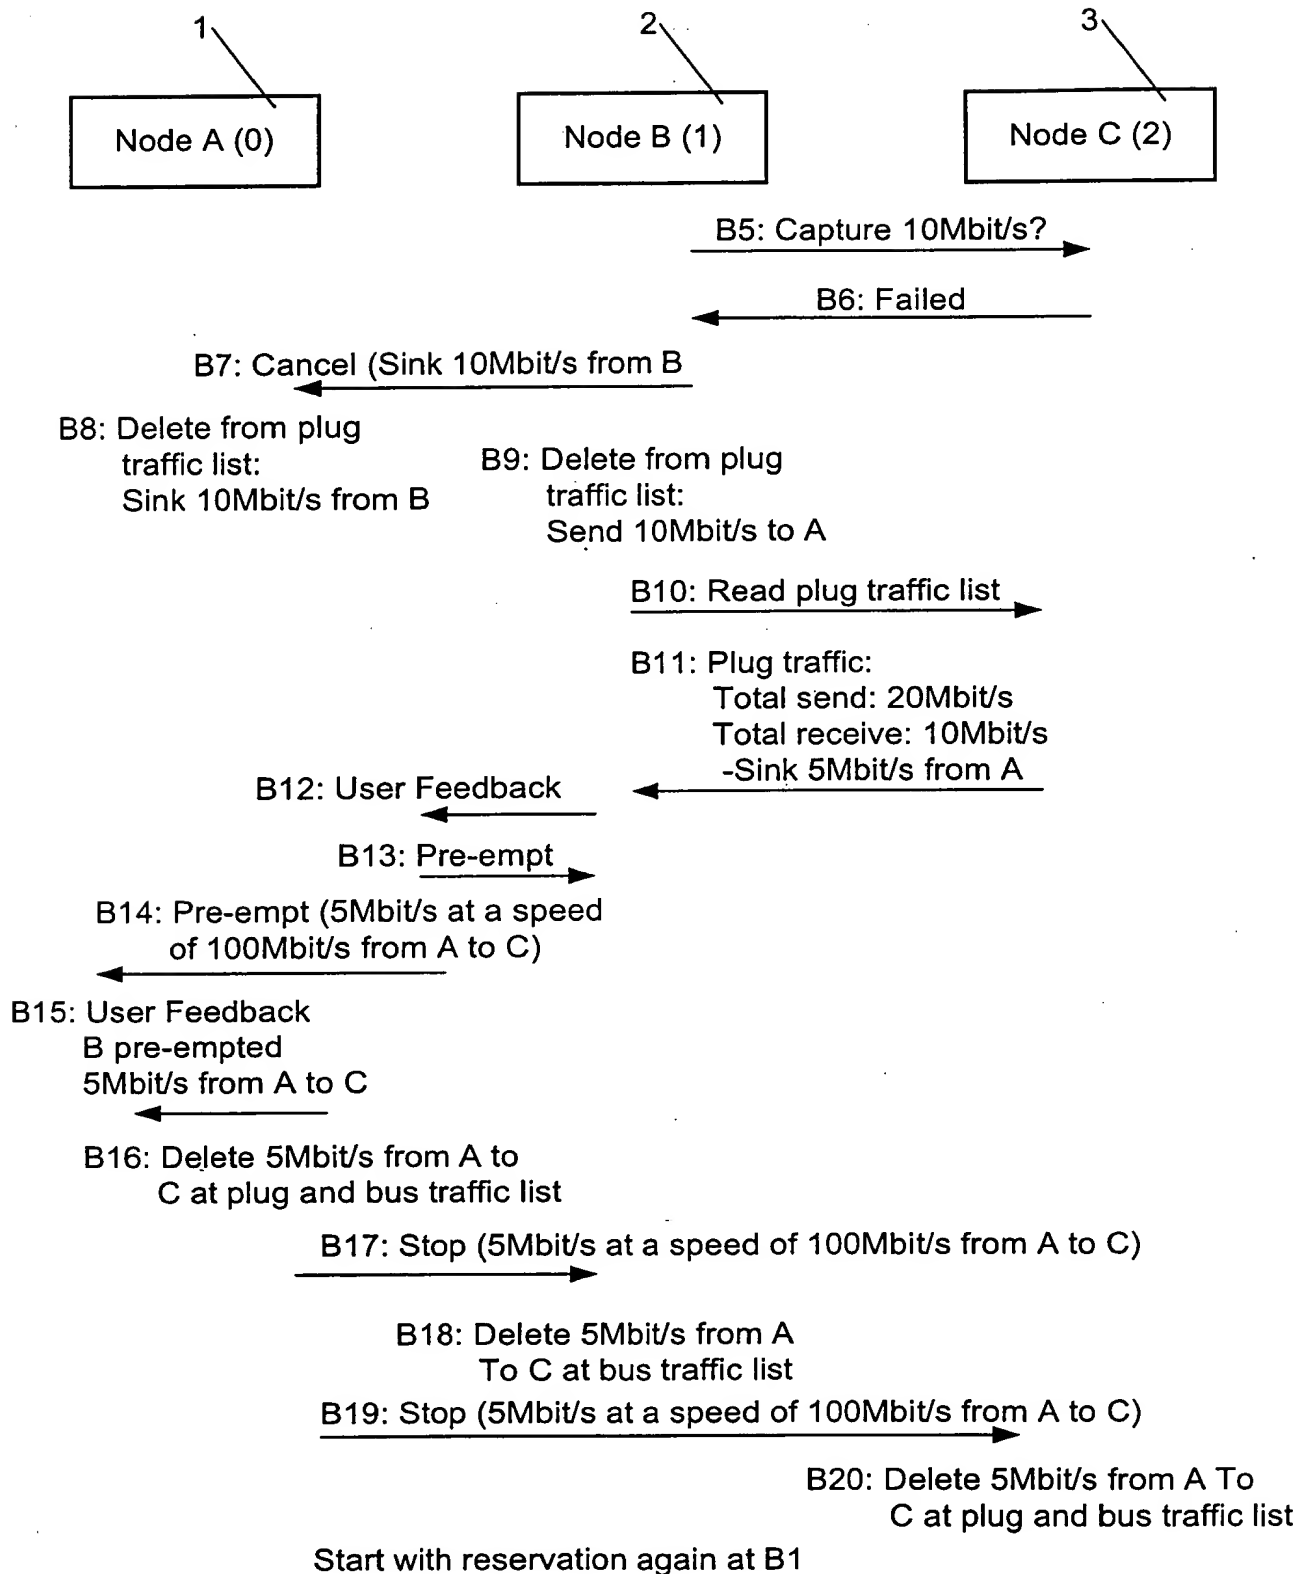 1
2
3
Node A (0)
Node B (1)
Node C (2)
B5: Capture 10Mbit/s?
B6: Failed
B7: Cancel (Sink 10Mbit/s from B
B8: Delete from plug
traffic list:
Sink 10Mbit/s from B
B9: Delete from plug
traffic list:
Send 10Mbit/s to A
B10: Read plug traffic list
B11: Plug traffic:
Total send: 20Mbit/s
Total receive: 10Mbit/s
-Sink 5Mbit/s from A
B12: User Feedback
B13: Pre-empt
B14: Pre-empt (5Mbit/s at a speed
of 100Mbit/s from A to C)
B15: User Feedback
B pre-empted
5Mbit/s from A to C
B16: Delete 5Mbit/s from A to
C at plug and bus traffic list
B17: Stop (5Mbit/s at a speed of 100Mbit/s from A to C)
B18: Delete 5Mbit/s from A
To C at bus traffic list
B19: Stop (5Mbit/s at a speed of 100Mbit/s from A to C)
B20: Delete 5Mbit/s from A To
C at plug and bus traffic list
Start with reservation again at B1